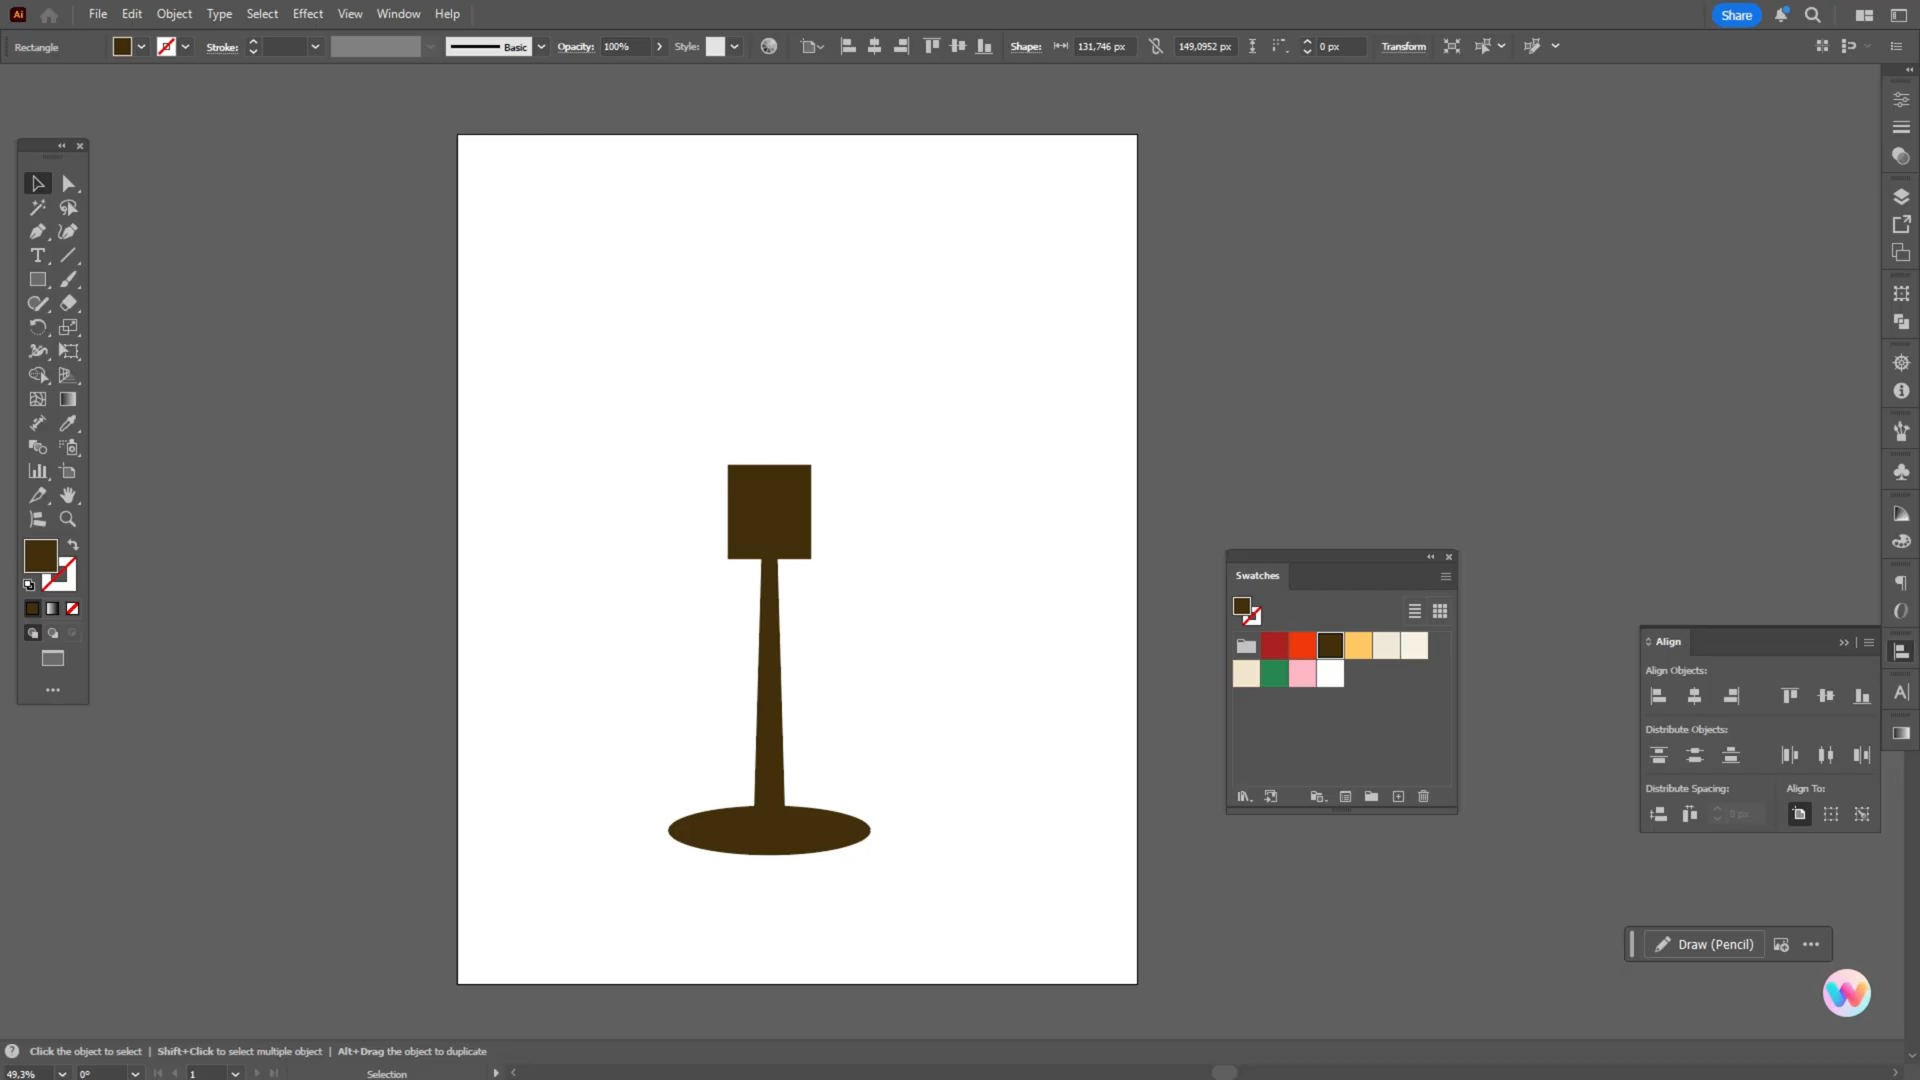 Ai File Edit Object Type Select Effect View Window Help Share
Rectangle Stroke: Basic Opacity: 100% Style: Shape: 131,746 px 149,0952 px 0 px Transform
T
Swatches
Align
Align Objects:
Distribute Objects:
Distribute Spacing: Align To:
0 px
Draw (Pencil)
Click the object to select | Shift+Click to select multiple object | Alt+Drag the object to duplicate
49,3% 0° 1 Selection